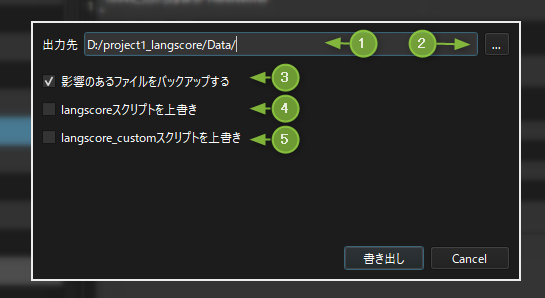 出力先 D:/project1_langscore/Data/ 1 2 ...
影響のあるファイルをバックアップする 3
langscoreスクリプトを上書き 4
langscore_customスクリプトを上書き 5
書き出し Cancel